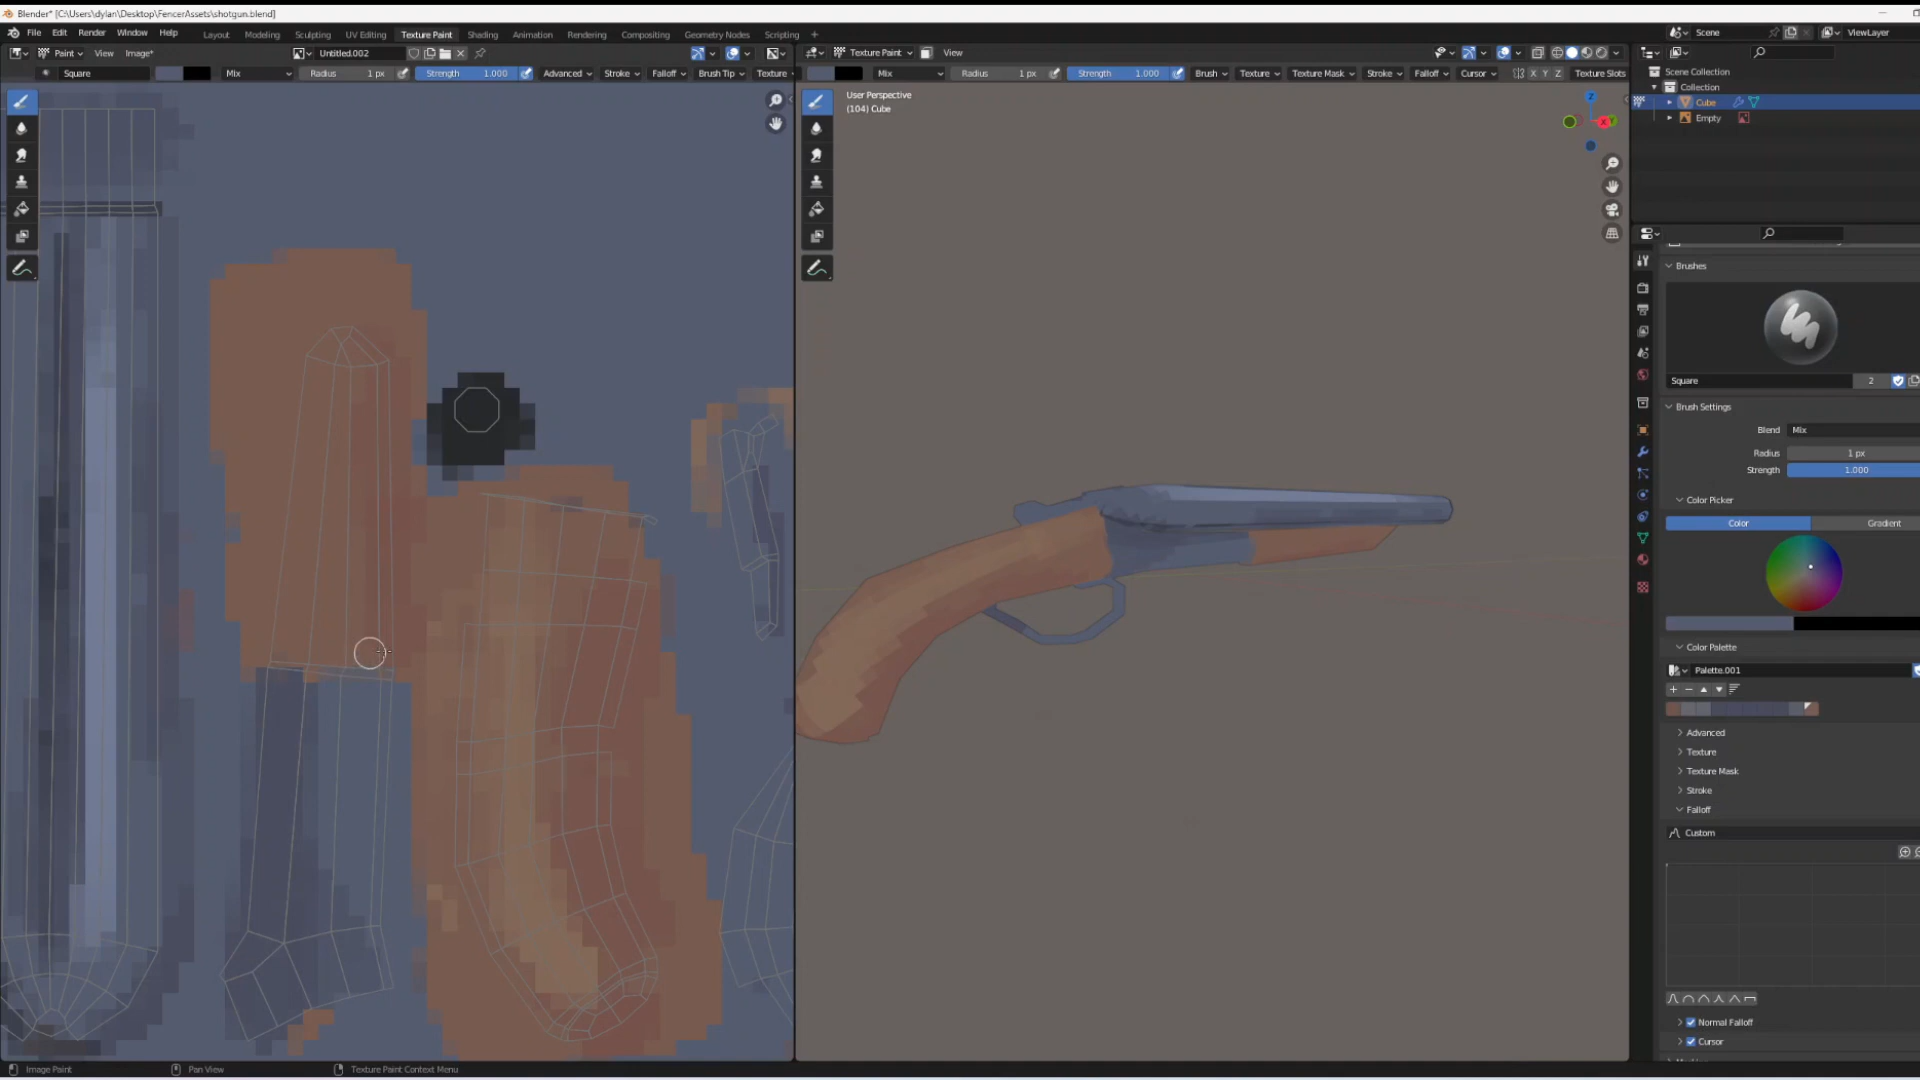 Blender* [C:\Users\dylan\Desktop\FencerAssets\shotgun.blend]
File Edit Render Window Help Layout Modeling Sculpting UV Editing Texture Paint Shading Animation Rendering Compositing Geometry Nodes Scripting + Scene ViewLayer
Paint View Image* Untitled.002 Texture Paint View
Square Mix Radius 1 px Strength 1.000 Advanced Stroke Falloff Brush Tip Texture Mix Radius 1 px Strength 1.000 Brush Texture Texture Mask Stroke Falloff Cursor X Y Z Texture Slots
Scene Collection
Collection
Cube
Empty
User Perspective
(104) Cube
Z
X
Brushes
Square 2
Brush Settings
Blend Mix
Radius 1 px
Strength 1.000
Color Picker
Color Gradient
Color Palette
Palette.001
Advanced
Texture
Texture Mask
Stroke
Falloff
Custom
Normal Falloff
Cursor
Image Paint Pan View Texture Paint Context Menu